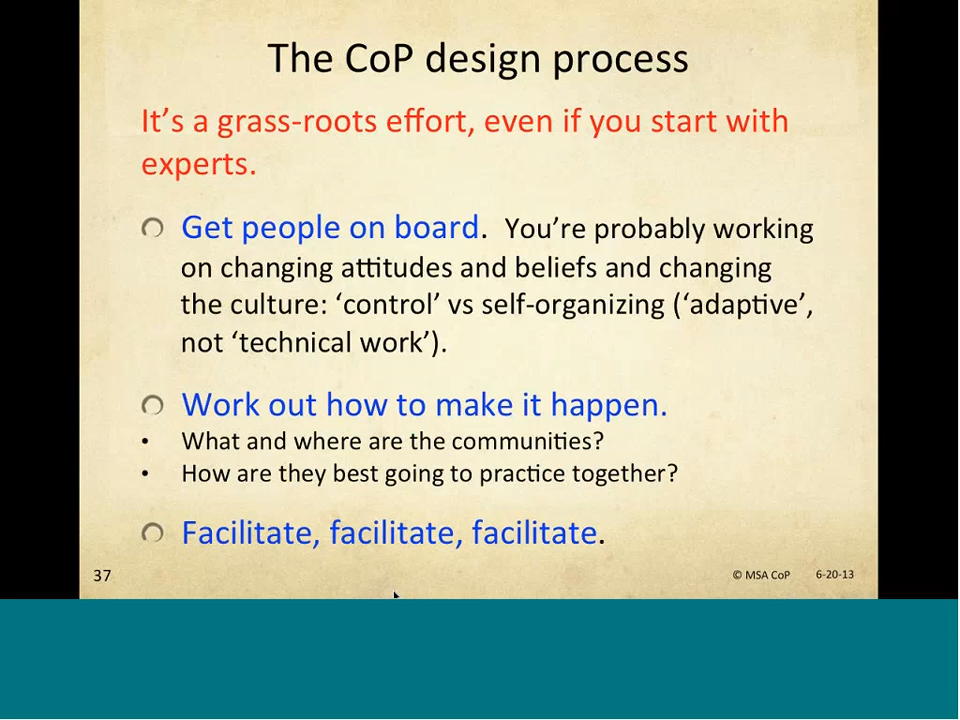 The CoP design process
It’s a grass-roots effort, even if you start with
experts.
Get people on board. You’re probably working
on changing attitudes and beliefs and changing
the culture: ‘control’ vs self-organizing (‘adaptive’,
not ‘technical work’).
Work out how to make it happen.
• What and where are the communities?
• How are they best going to practice together?
Facilitate, facilitate, facilitate.
37 © MSA CoP 6-20-13